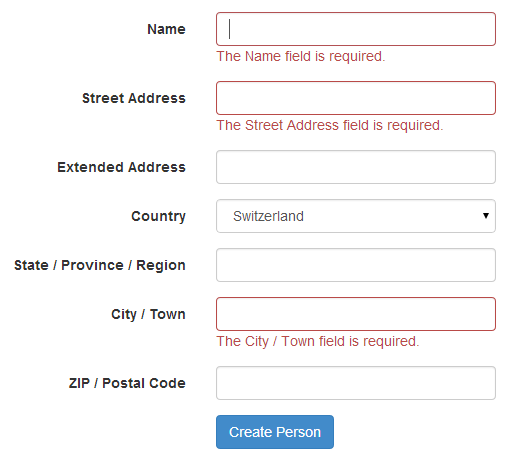 Name
The Name field is required.
Street Address
The Street Address field is required.
Extended Address
Country Switzerland
State / Province / Region
City / Town
The City / Town field is required.
ZIP / Postal Code
Create Person